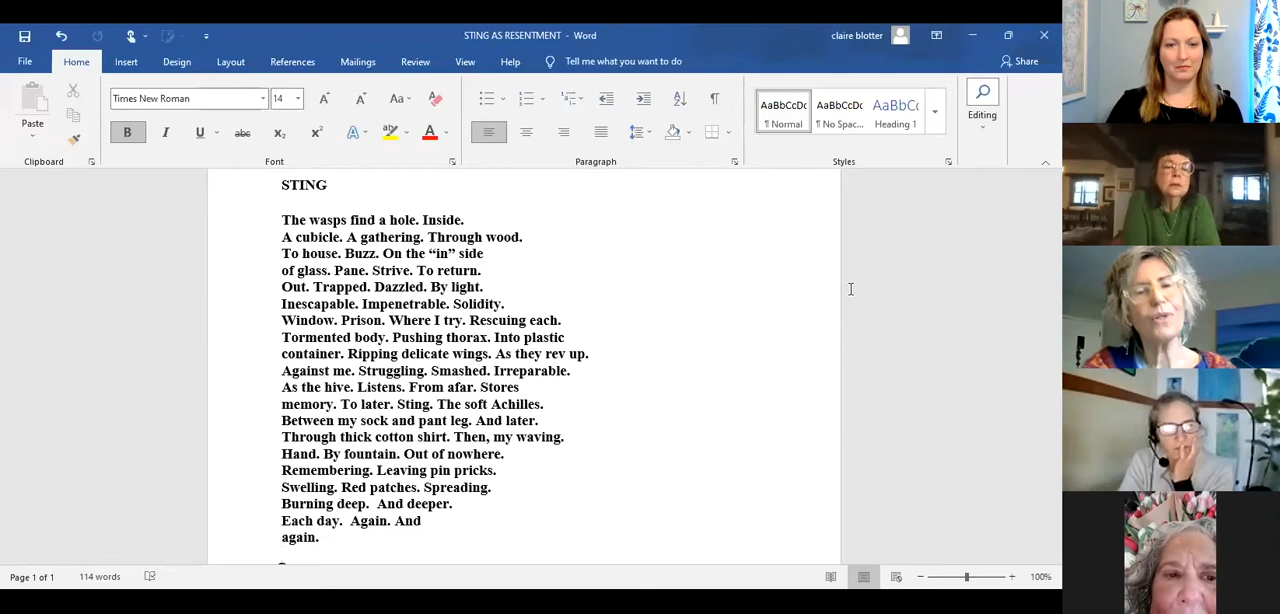 STING AS RESENTMENT - Word
claire blotter
File Home Insert Design Layout References Mailings Review View Help Tell me what you want to do Share
Paste
Times New Roman 14
Aa
A
B I U abc x₂ x² A ab A
AaBbCcDc AaBbCcDc AaBbC
¶ Normal ¶ No Spac... Heading 1
Editing
Clipboard Font Paragraph Styles
STING
The wasps find a hole. Inside.
A cubicle. A gathering. Through wood.
To house. Buzz. On the “in” side
of glass. Pane. Strive. To return.
Out. Trapped. Dazzled. By light.
Inescapable. Impenetrable. Solidity.
Window. Prison. Where I try. Rescuing each.
Tormented body. Pushing thorax. Into plastic
container. Ripping delicate wings. As they rev up.
Against me. Struggling. Smashed. Irreparable.
As the hive. Listens. From afar. Stores
memory. To later. Sting. The soft Achilles.
Between my sock and pant leg. And later.
Through thick cotton shirt. Then, my waving.
Hand. By fountain. Out of nowhere.
Remembering. Leaving pin pricks.
Swelling. Red patches. Spreading.
Burning deep.  And deeper.
Each day.  Again. And
again.
Page 1 of 1 114 words 100%